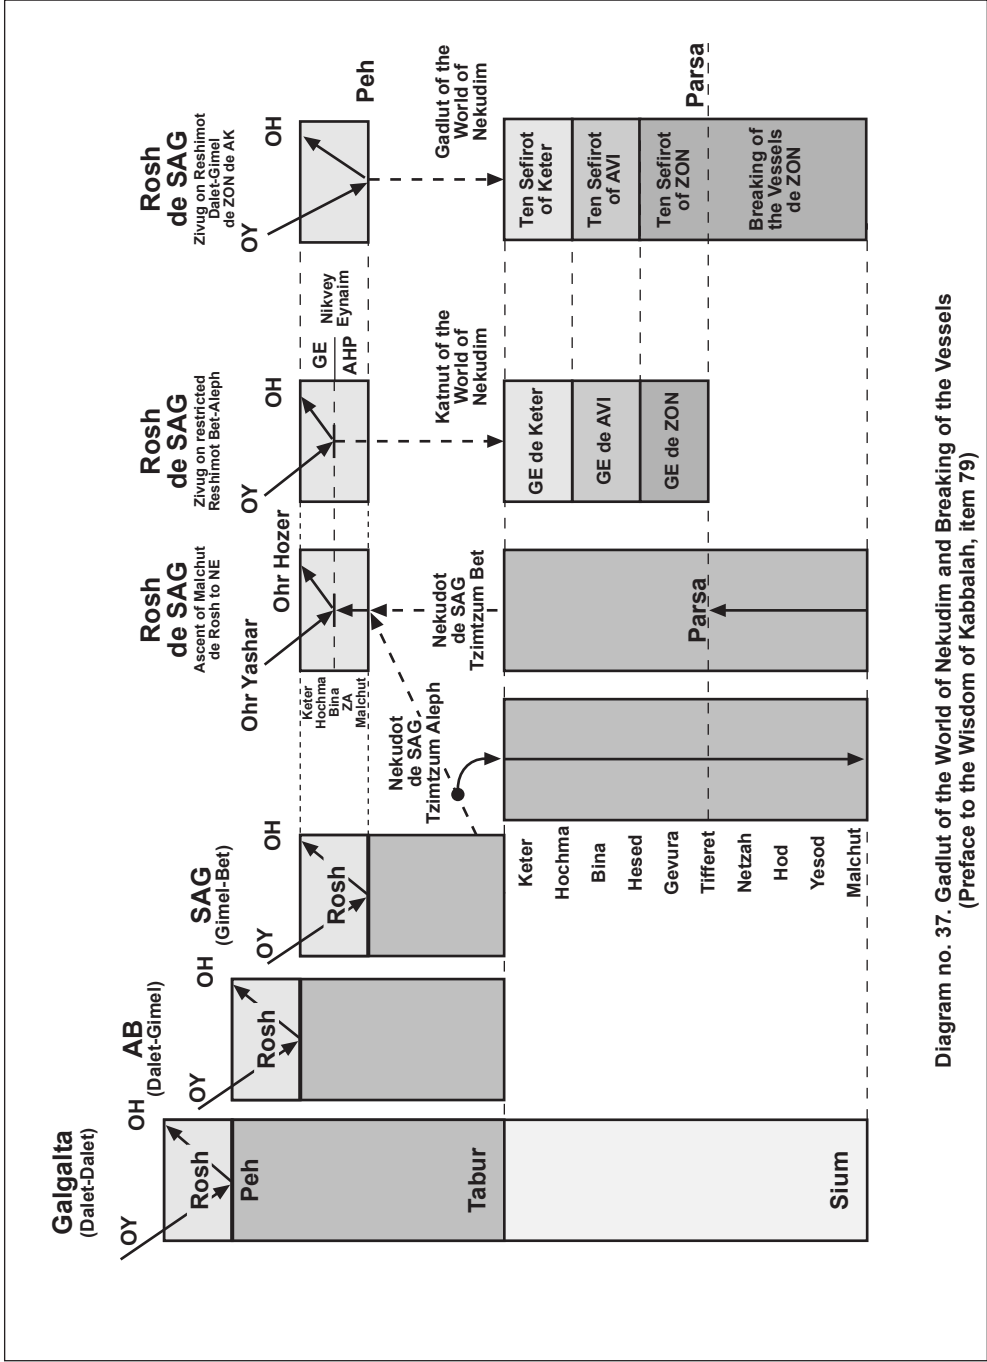 Galgalta
(Dalet-Dalet)
OY
OH
Rosh
Peh
Tabur
Sium
AB
(Dalet-Gimel)
OY
OH
Rosh
SAG
(Gimel-Bet)
OY
OH
Rosh
Nekudot
de SAG
Tzimtzum Aleph
Keter
Hochma
Bina
Hesed
Gevura
Tifferet
Netzah
Hod
Yesod
Malchut
Rosh
de SAG
Ascent of Malchut
de Rosh to NE
Ohr Yashar
Ohr Hozer
Keter
Hochma
Bina
ZA
Malchut
Nekudot
de SAG
Tzimtzum Bet
Parsa
Rosh
de SAG
Zivug on restricted
Reshimot Bet-Aleph
OY
OH
GE
AHP
Nikvey
Eynaim
Katnut of the
World of
Nekudim
GE de Keter
GE de AVI
GE de ZON
Rosh
de SAG
Zivug on Reshimot
Dalet-Gimel
de ZON de AK
OY
OH
Peh
Gadlut of the
World of
Nekudim
Ten Sefirot
of Keter
Ten Sefirot
of AVI
Ten Sefirot
of ZON
Parsa
Breaking of
the Vessels
de ZON
Diagram no. 37. Gadlut of the World of Nekudim and Breaking of the Vessels
(Preface to the Wisdom of Kabbalah, item 79)